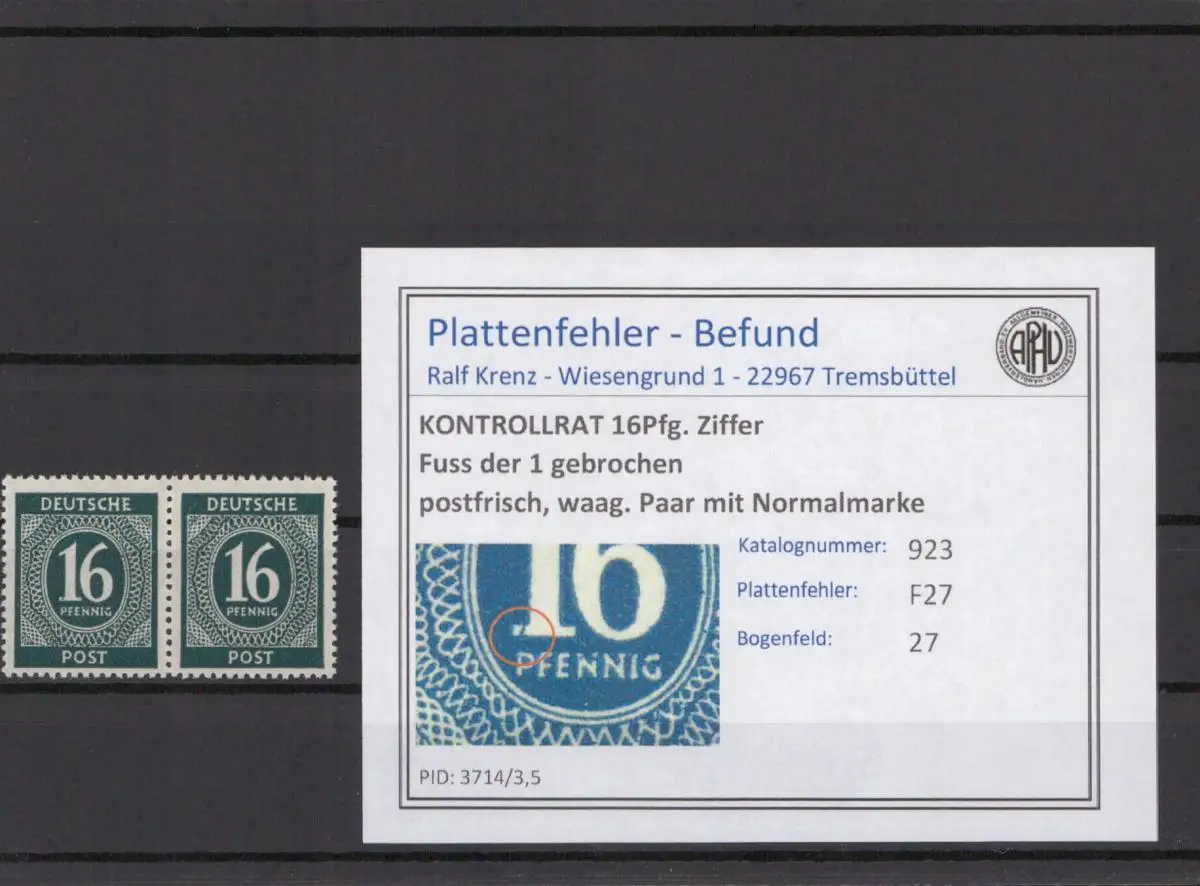 DEUTSCHE
16
PFENNIG
POST
DEUTSCHE
16
PFENNIG
POST
Plattenfehler - Befund
Ralf Krenz - Wiesengrund 1 - 22967 Tremsbüttel
APHV
KONTROLLRAT 16Pfg. Ziffer
Fuss der 1 gebrochen
postfrisch, waag. Paar mit Normalmarke
16
PFENNIG
Katalognummer: 923
Plattenfehler: F27
Bogenfeld: 27
PID: 3714/3,5